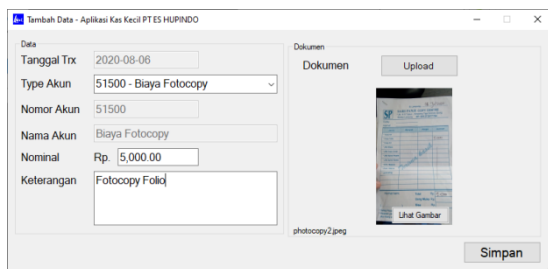 Tambah Data - Aplikasi Kas Kecil PT ES HUPINDO
Data
Tanggal Trx 2020-08-06
Type Akun 51500 - Biaya Fotocopy
Nomor Akun 51500
Nama Akun Biaya Fotocopy
Nominal Rp. 5,000.00
Keterangan Fotocopy Folio
Dokumen
Dokumen Upload
SP
Lihat Gambar
photocopy2.jpeg
Simpan